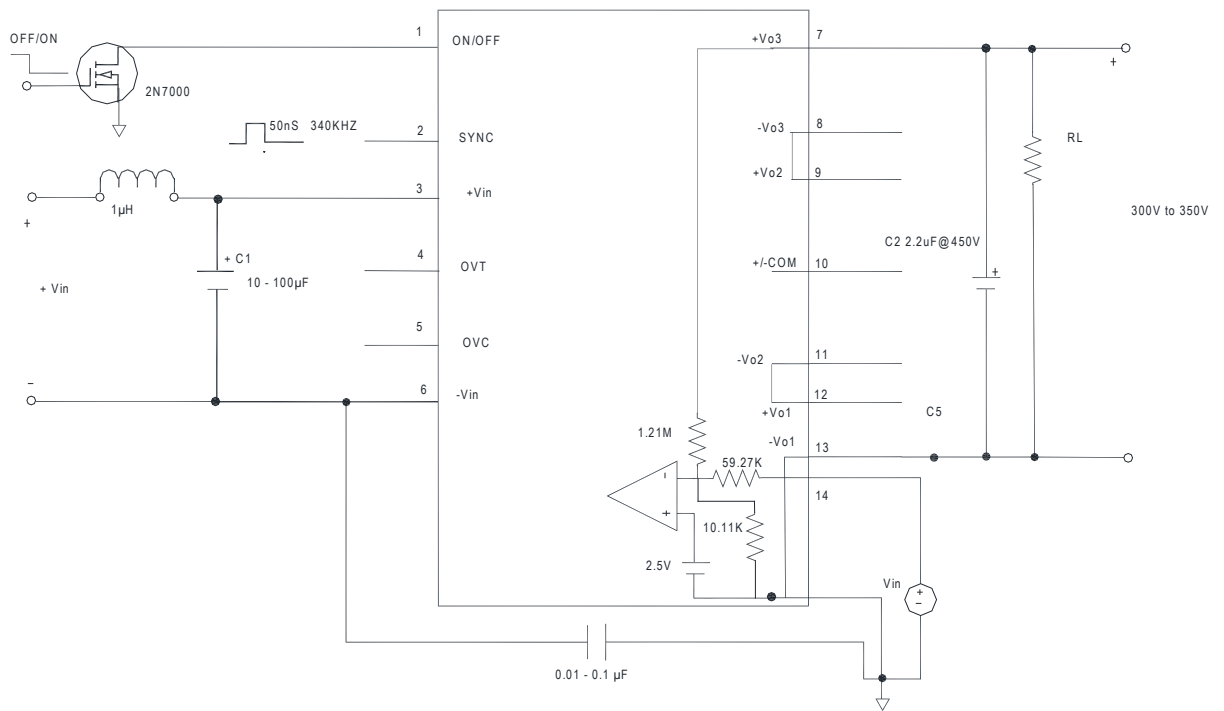 OFF/ON
2N7000
1
ON/OFF
50nS 340KHZ
2
SYNC
1µH
3
+Vin
+
+ C1
10 - 100µF
+ Vin
4
OVT
5
OVC
-
6
-Vin
+Vo3
7
+
-Vo3
8
+Vo2
9
RL
300V to 350V
C2 2.2uF@450V
+
+/-COM
10
-Vo2
11
12
+Vo1
C5
-Vo1
13
1.21M
59.27K
14
-
+
10.11K
2.5V
Vin
+
-
0.01 - 0.1 µF